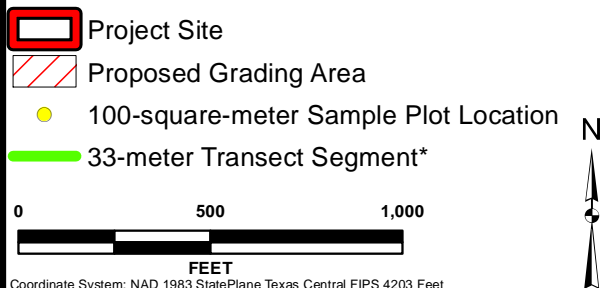 Project Site
Proposed Grading Area
100-square-meter Sample Plot Location
33-meter Transect Segment*
N
0 500 1,000
FEET
Coordinate System: NAD 1983 StatePlane Texas Central FIPS 4203 Feet